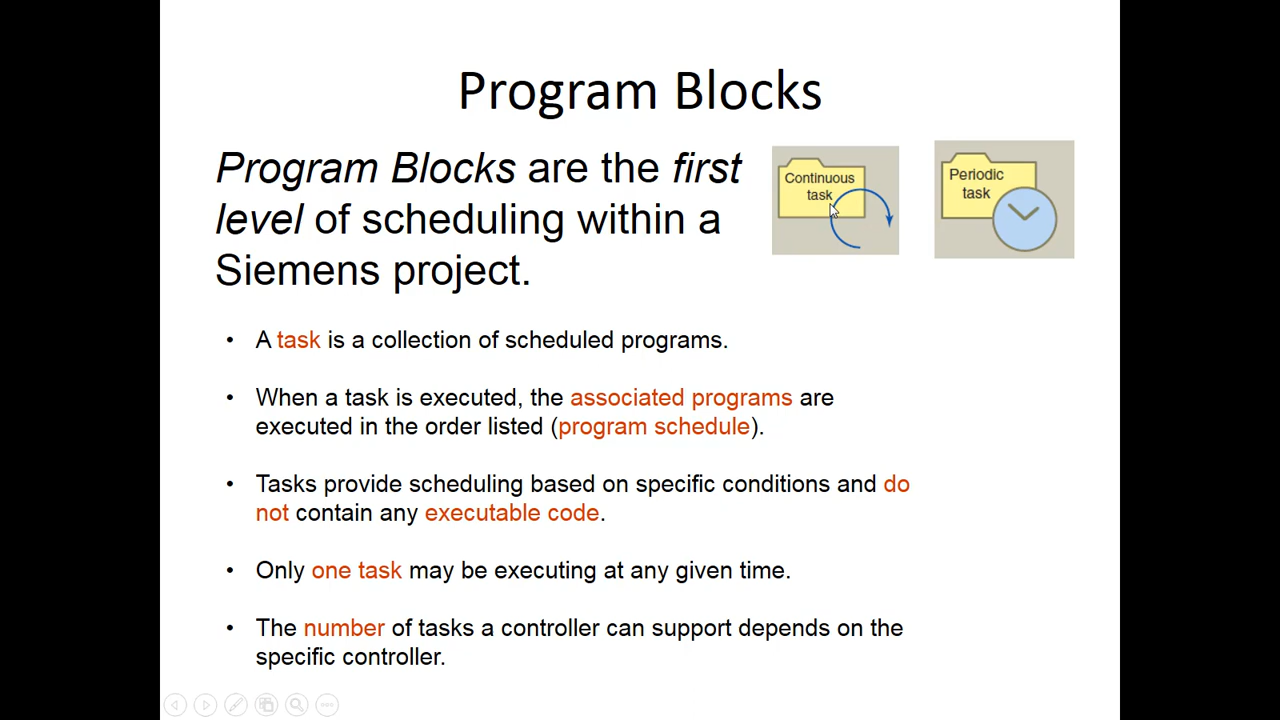 Program Blocks
Program Blocks are the first
level of scheduling within a
Siemens project.
Continuous
task
Periodic
task
• A task is a collection of scheduled programs.
• When a task is executed, the associated programs are
executed in the order listed (program schedule).
• Tasks provide scheduling based on specific conditions and do
not contain any executable code.
• Only one task may be executing at any given time.
• The number of tasks a controller can support depends on the
specific controller.